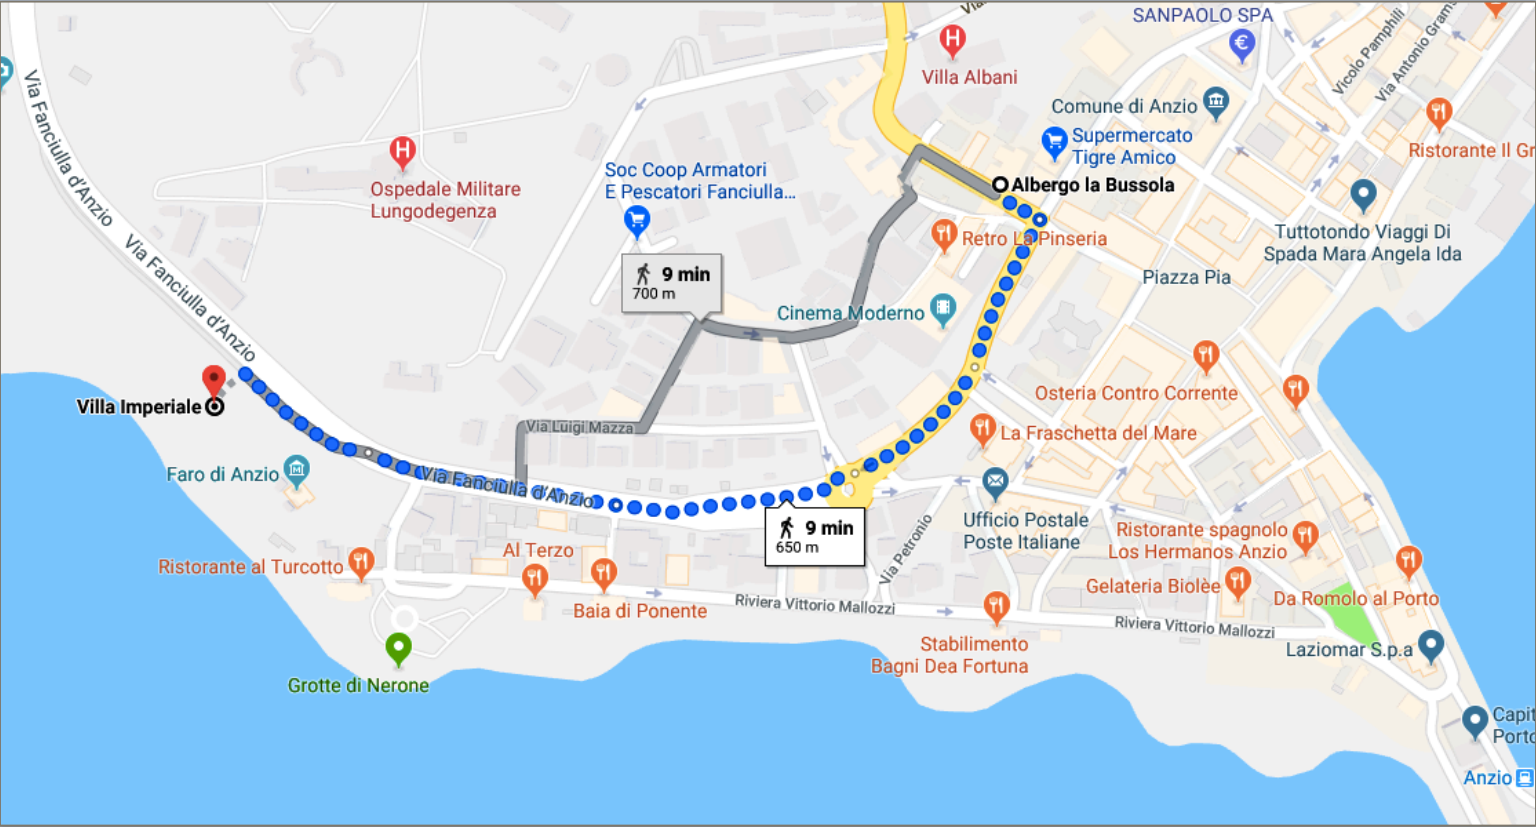 Via
SANPAOLO SPA
Vicolo Pamphili
Via Antonio Grams
Villa Albani
Comune di Anzio
Supermercato
Tigre Amico
Ristorante Il Gr
Via Fanciulla d'Anzio
Ospedale Militare
Lungodegenza
Soc Coop Armatori
E Pescatori Fanciulla...
Albergo la Bussola
Retro La Pinseria
Tuttotondo Viaggi Di
Spada Mara Angela Ida
Via Fanciulla d'Anzio
9 min
700 m
Piazza Pia
Cinema Moderno
Villa Imperiale
Osteria Contro Corrente
Via Luigi Mazza
La Fraschetta del Mare
Faro di Anzio
Via Fanciulla d'Anzio
9 min
650 m
Ufficio Postale
Poste Italiane
Via Petronio
Ristorante spagnolo
Los Hermanos Anzio
Ristorante al Turcotto
Al Terzo
Gelateria Biolèe
Da Romolo al Porto
Baia di Ponente
Riviera Vittorio Mallozzi
Riviera Vittorio Mallozzi
Stabilimento
Bagni Dea Fortuna
Laziomar S.p.a
Grotte di Nerone
Capit
Porto
Anzio